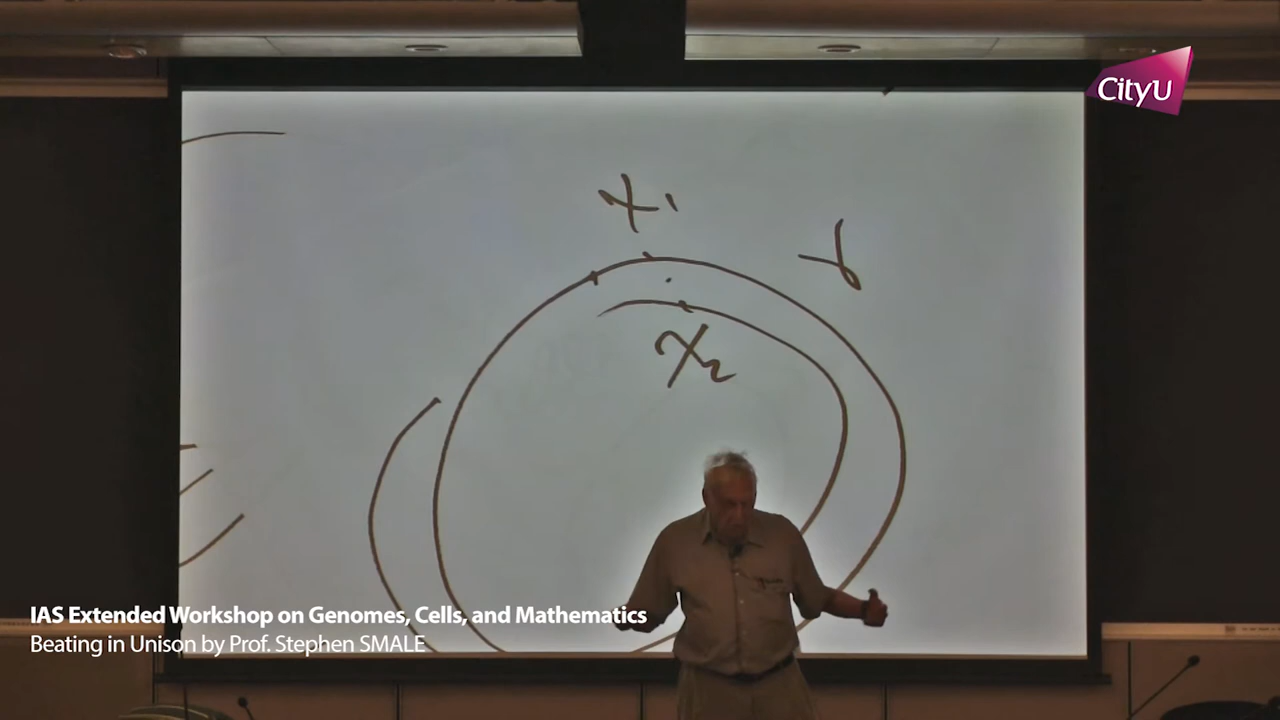 CityU
x₁
γ
x₂
IAS Extended Workshop on Genomes, Cells, and Mathematics
Beating in Unison by Prof. Stephen SMALE